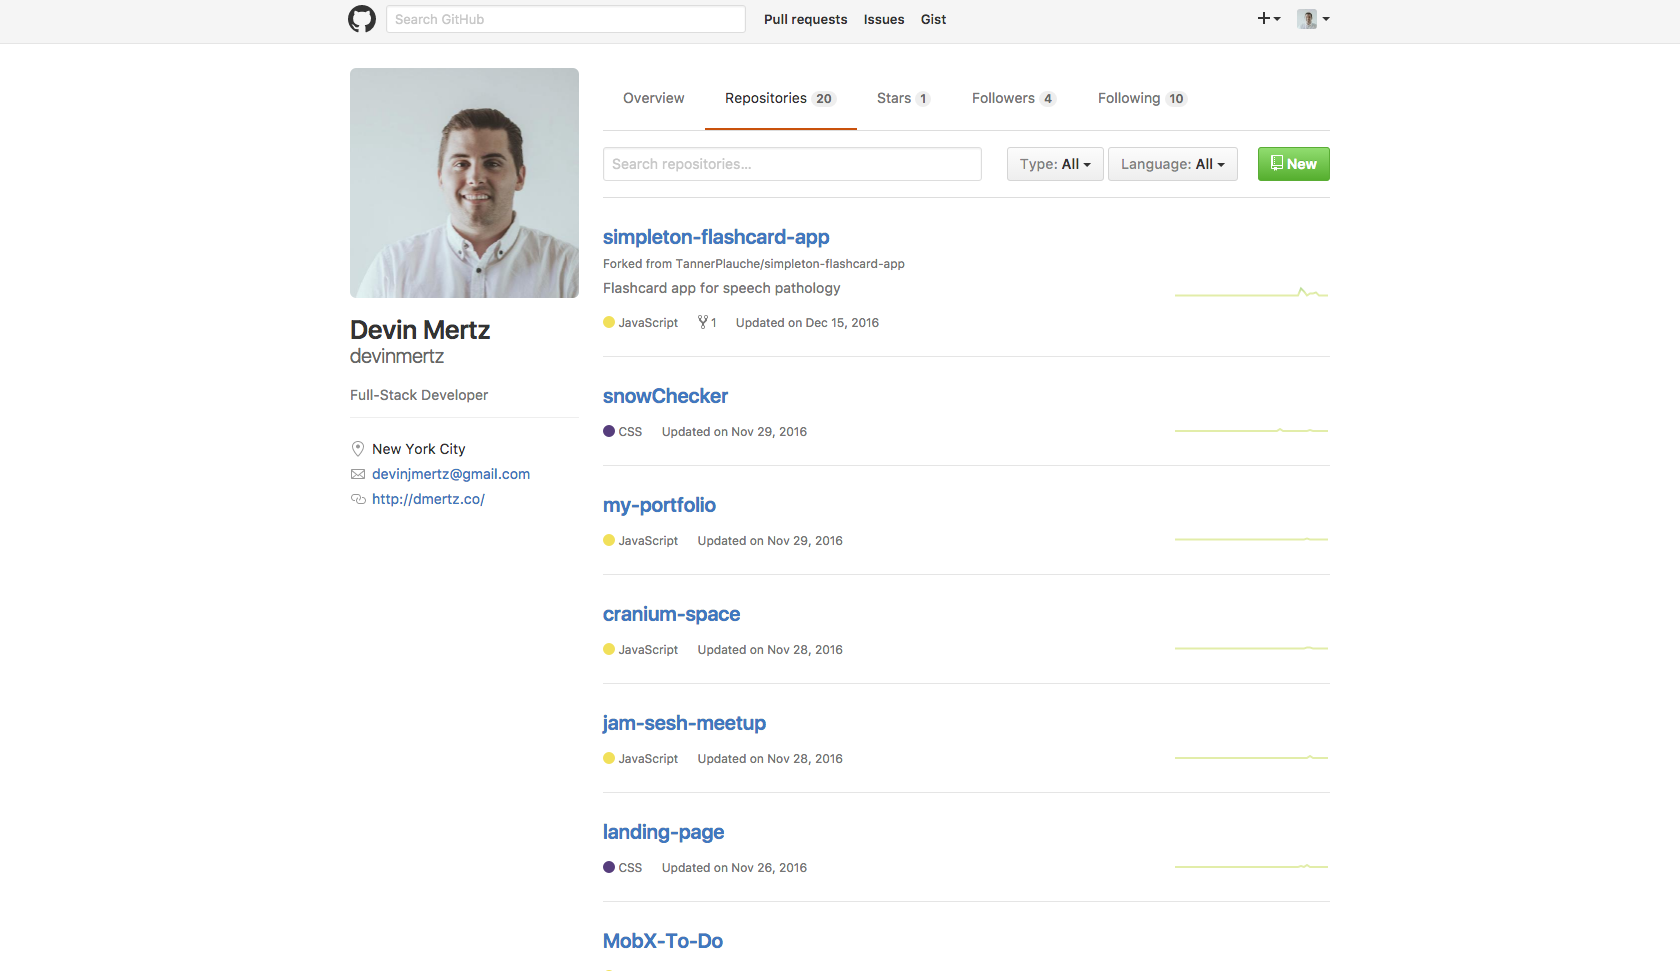 Search GitHub
Pull requests Issues Gist
Overview Repositories 20 Stars 1 Followers 4 Following 10
Search repositories... Type: All Language: All New
Devin Mertz
devinmertz
Full-Stack Developer
New York City
devinjmertz@gmail.com
http://dmertz.co/
simpleton-flashcard-app
Forked from TannerPlauche/simpleton-flashcard-app
Flashcard app for speech pathology
JavaScript 1 Updated on Dec 15, 2016
snowChecker
CSS Updated on Nov 29, 2016
my-portfolio
JavaScript Updated on Nov 29, 2016
cranium-space
JavaScript Updated on Nov 28, 2016
jam-sesh-meetup
JavaScript Updated on Nov 28, 2016
landing-page
CSS Updated on Nov 26, 2016
MobX-To-Do